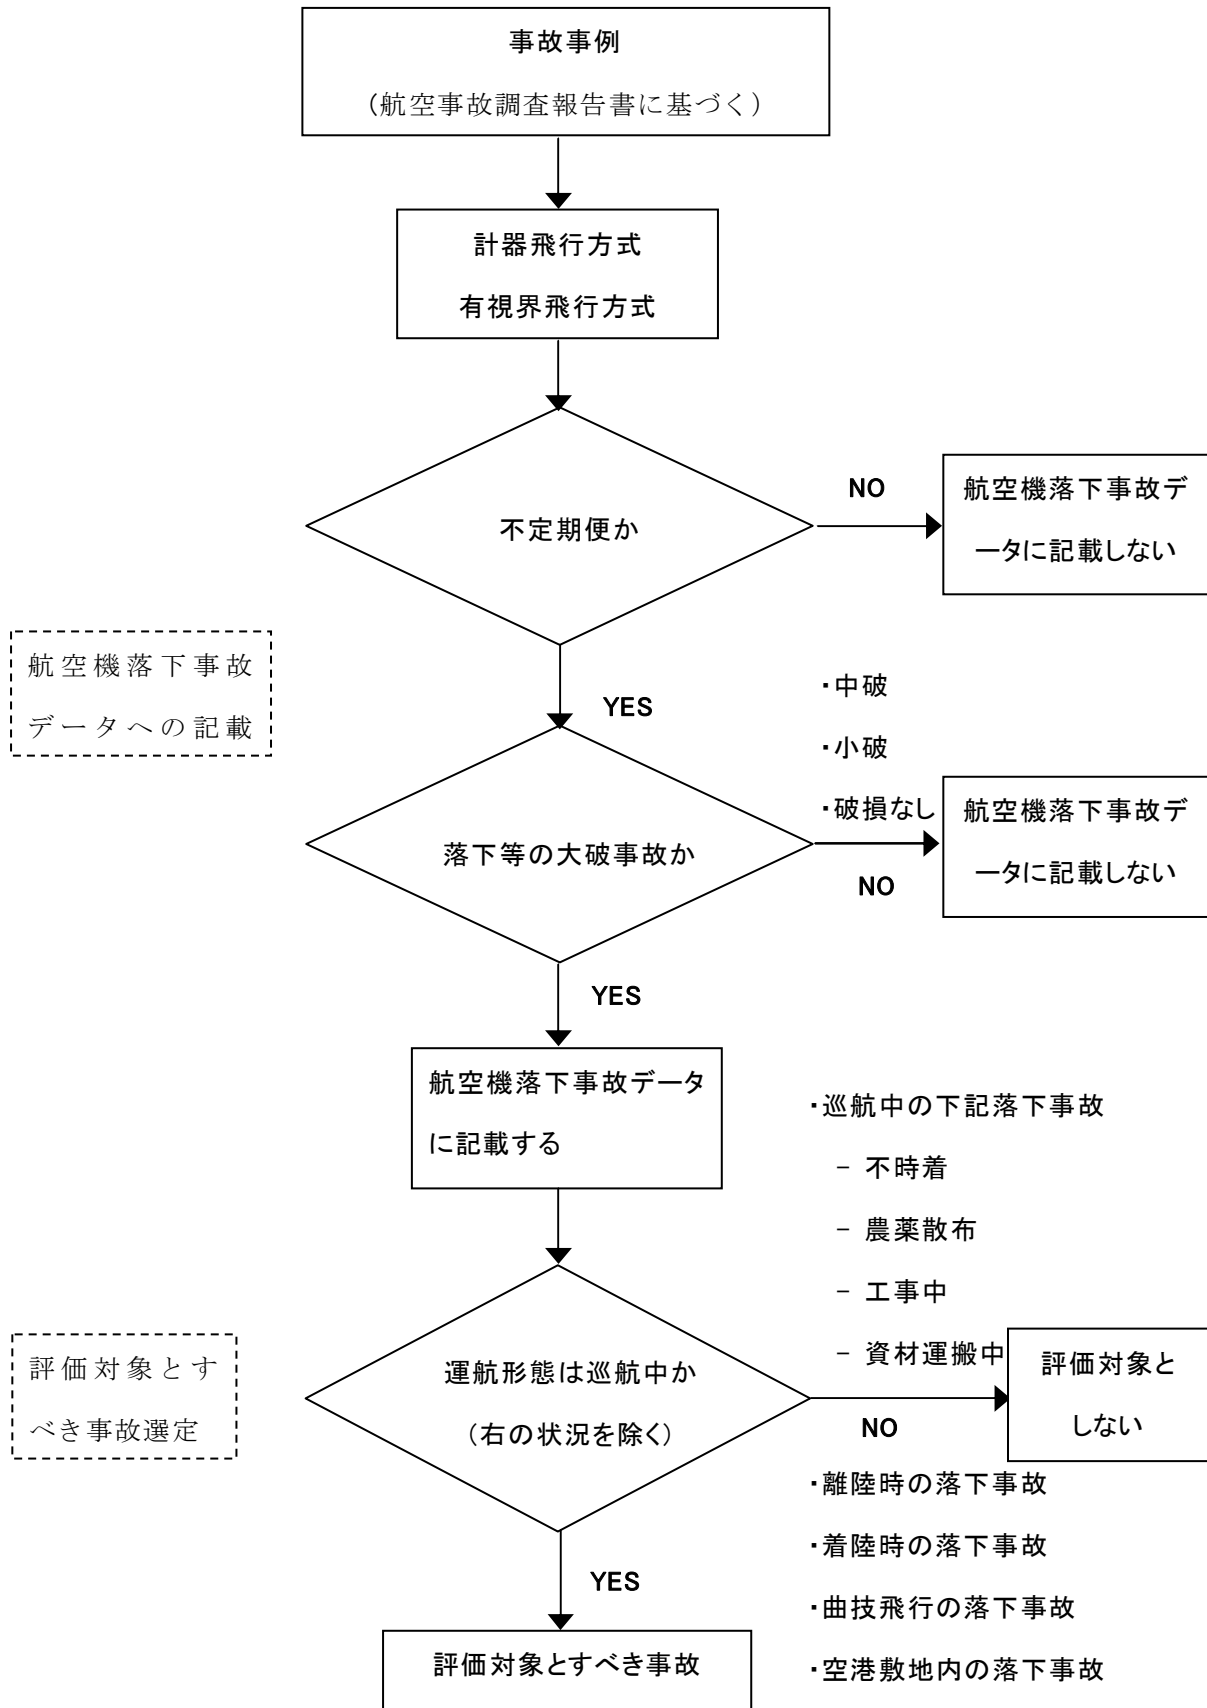 事故事例
（航空事故調査報告書に基づく）
計器飛行方式
有視界飛行方式
不定期便か
NO
航空機落下事故デ
ータに記載しない
航空機落下事故
データへの記載
YES
・中破
・小破
・破損なし
落下等の大破事故か
NO
航空機落下事故デ
ータに記載しない
YES
航空機落下事故データ
に記載する
・巡航中の下記落下事故
－ 不時着
－ 農薬散布
－ 工事中
－ 資材運搬中
評価対象とす
べき事故選定
運航形態は巡航中か
（右の状況を除く）
NO
評価対象と
しない
・離陸時の落下事故
・着陸時の落下事故
・曲技飛行の落下事故
・空港敷地内の落下事故
YES
評価対象とすべき事故